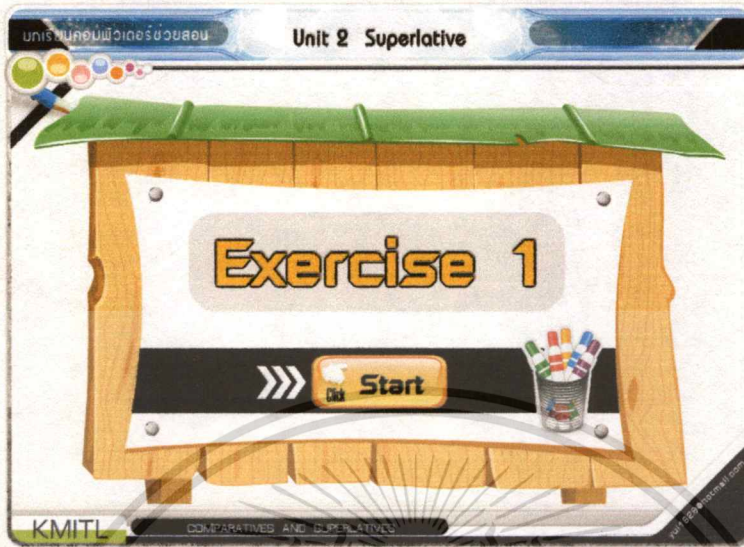 บทเรียนคอมพิวเตอร์ช่วยสอน
Unit 2 Superlative
Exercise 1
Click Start
KMITL
COMPARATIVES AND SUPERLATIVES